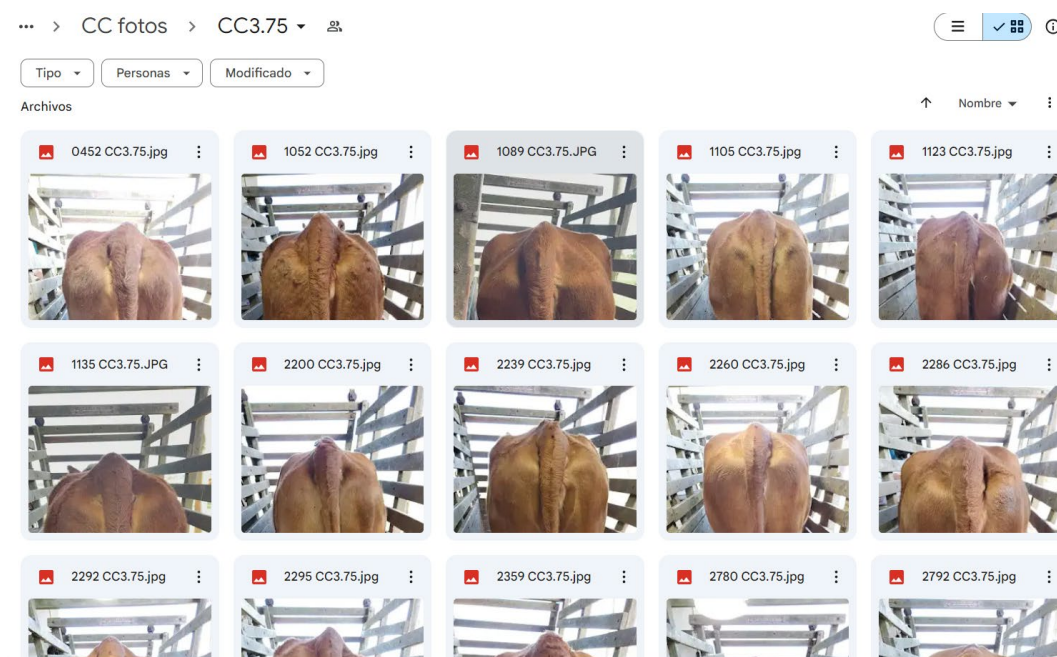 CC fotos CC3.75
Tipo Personas Modificado
Archivos Nombre
0452 CC3.75.jpg 1052 CC3.75.jpg 1089 CC3.75.JPG 1105 CC3.75.jpg 1123 CC3.75.jpg
1135 CC3.75.JPG 2200 CC3.75.jpg 2239 CC3.75.jpg 2260 CC3.75.jpg 2286 CC3.75.jpg
2292 CC3.75.jpg 2295 CC3.75.jpg 2359 CC3.75.jpg 2780 CC3.75.jpg 2792 CC3.75.jpg